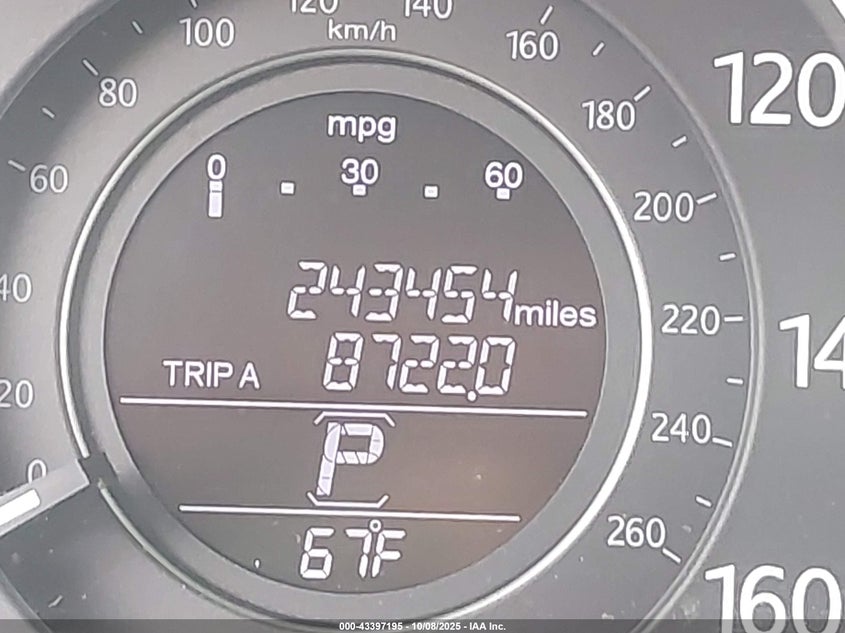 120 140
100 km/h 160
80 mpg 180
120
60 0 30 60 200
40 243454 miles 220
14
20 TRIP A 8722.0
240
0 P
260
67°F
160
000-43397195 - 10/08/2025 - IAA Inc.